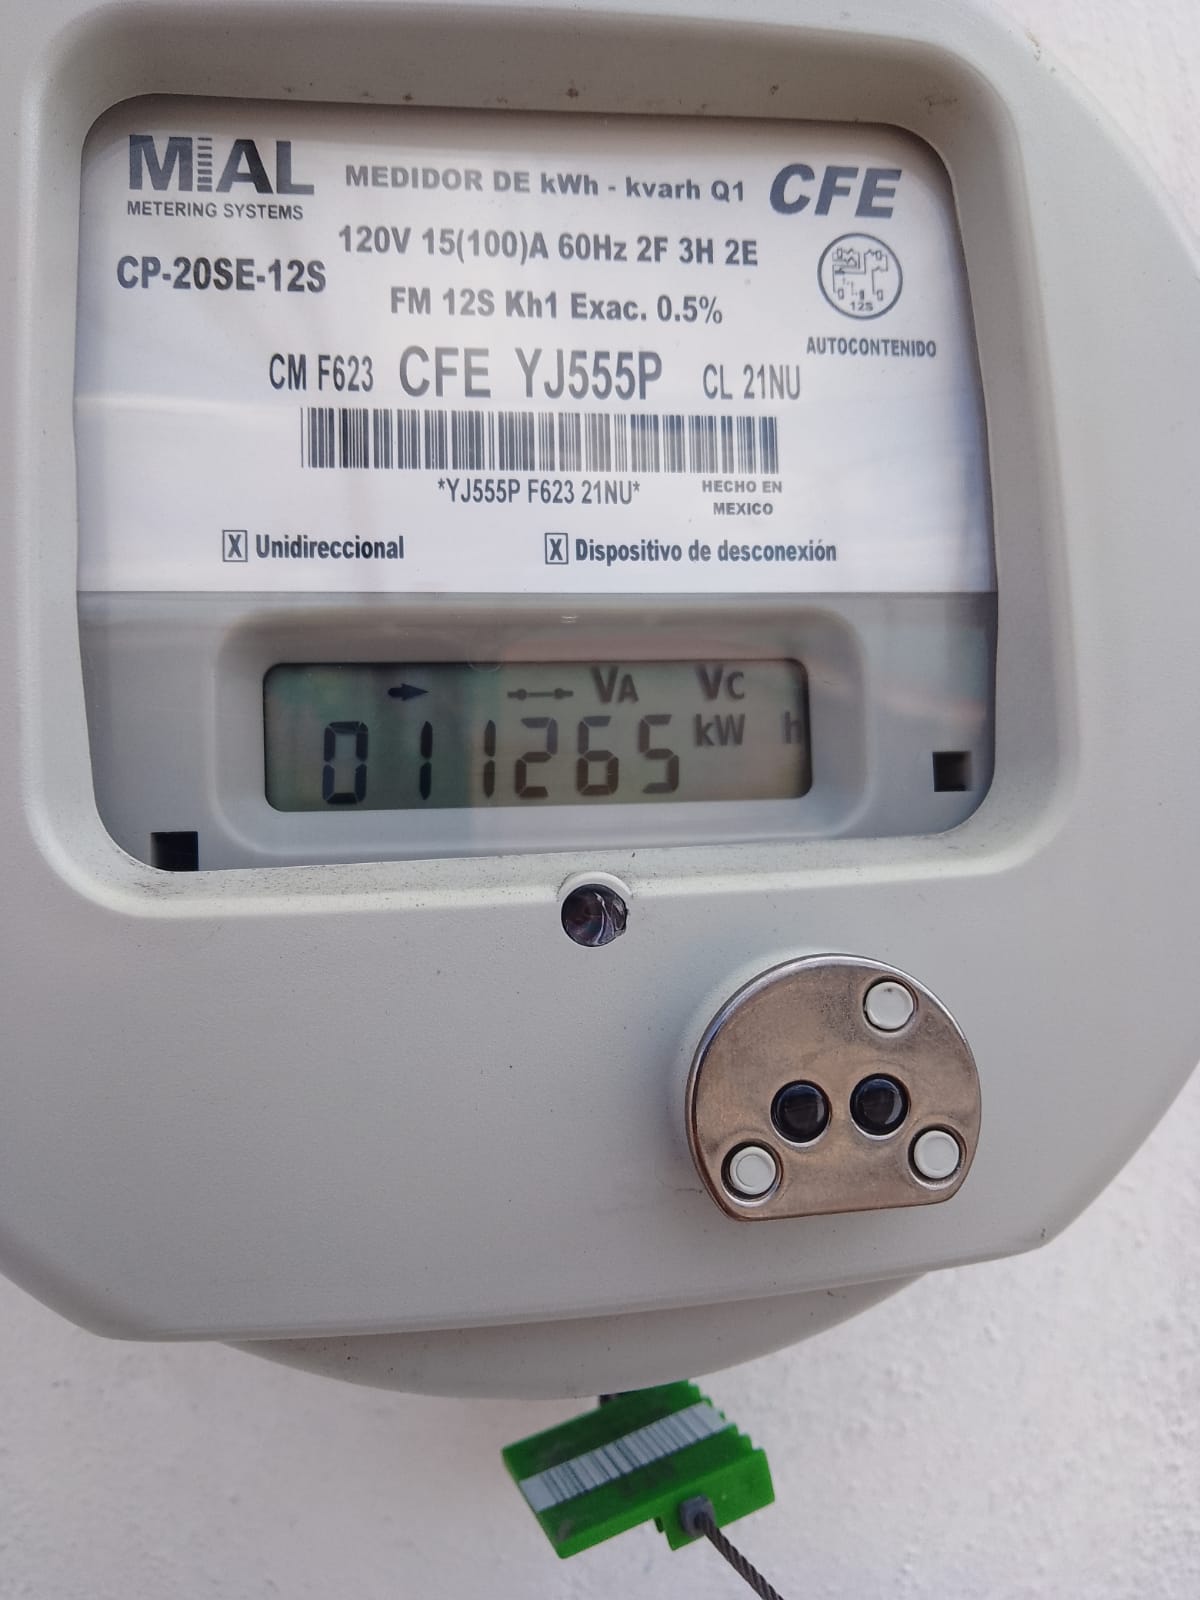 MIAL
METERING SYSTEMS
MEDIDOR DE kWh - kvarh Q1
CFE
120V 15(100)A 60Hz 2F 3H 2E
CP-20SE-12S
FM 12S Kh1 Exac. 0.5%
12S
AUTOCONTENIDO
CM F623 CFE YJ555P CL 21NU
*YJ555P F623 21NU*
HECHO EN
MEXICO
X Unidireccional
X Dispositivo de desconexión
VA VC
011265 kW h